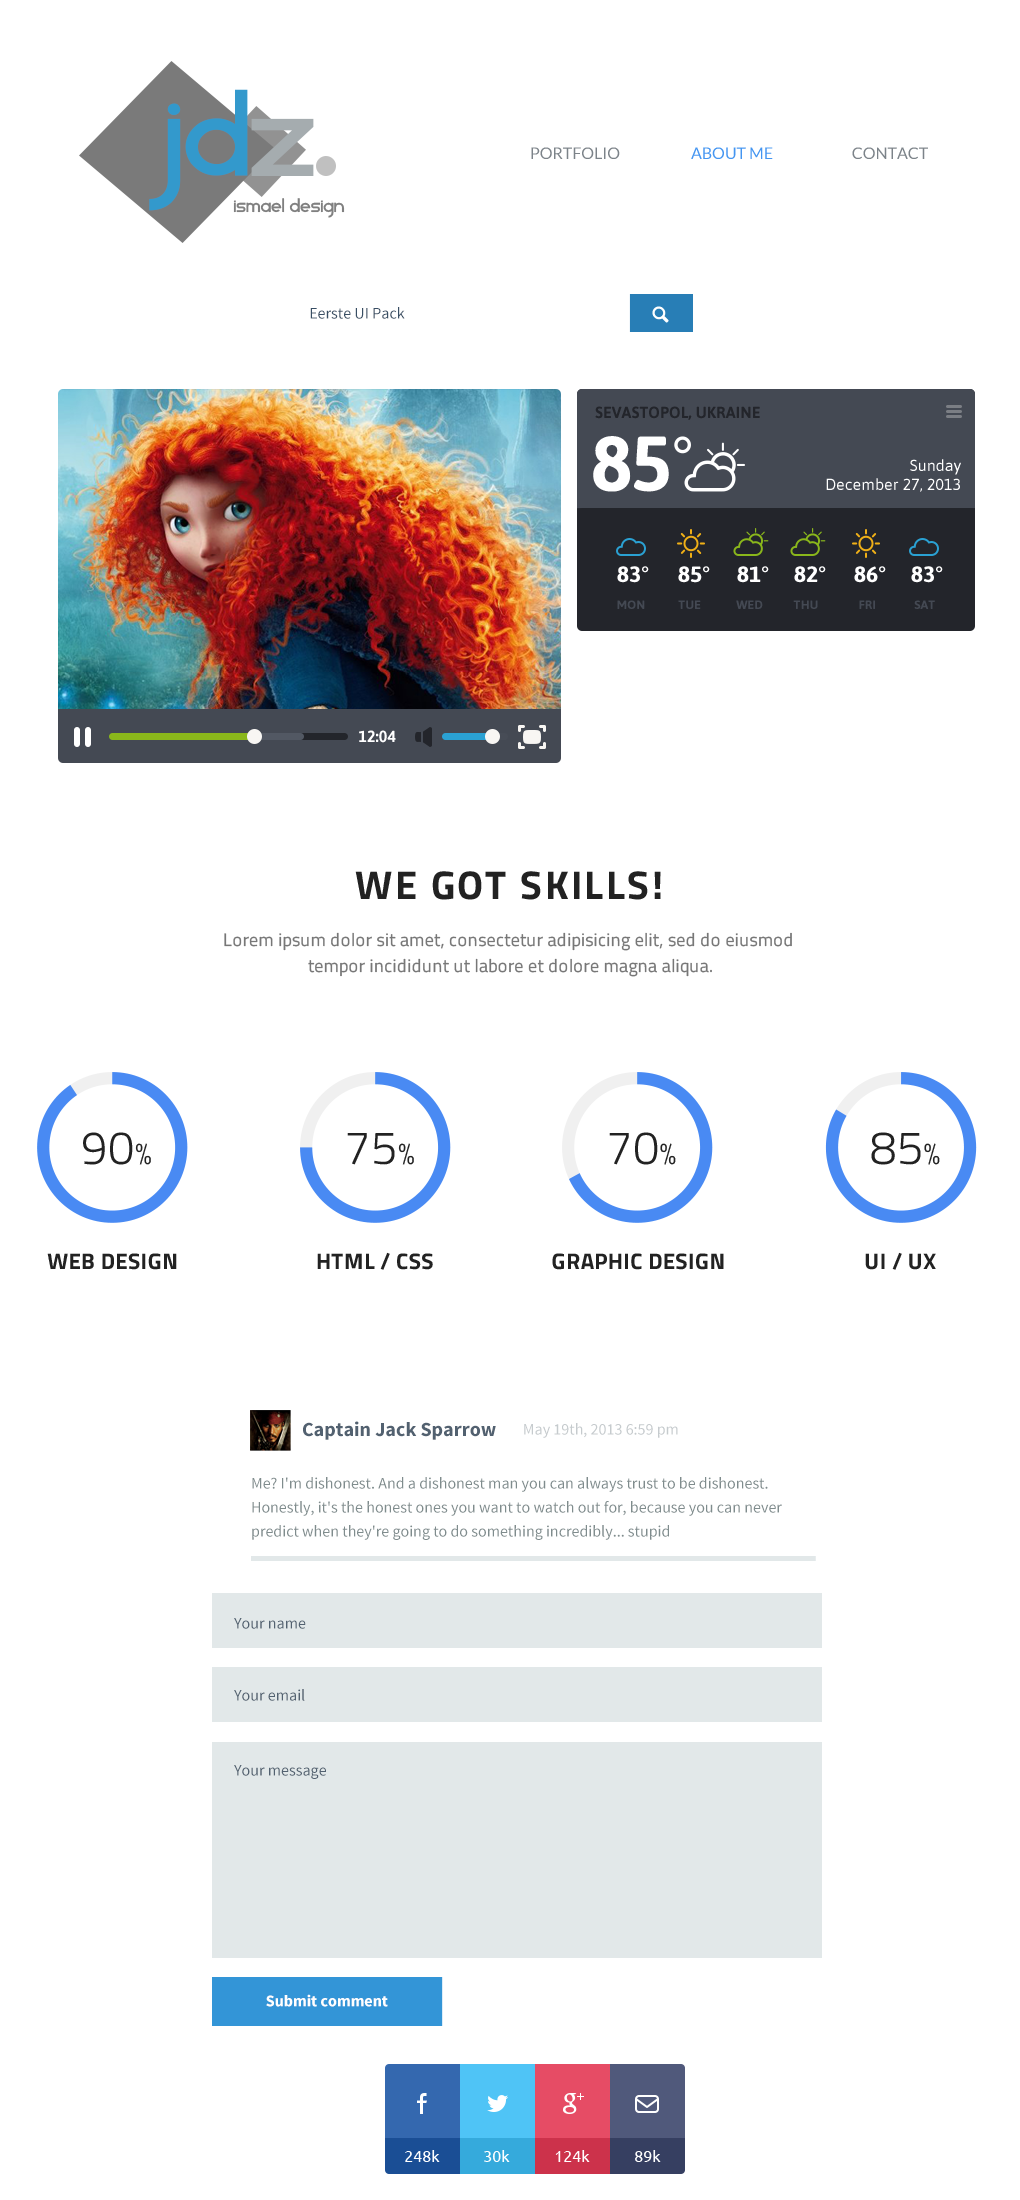 jdz.
ismael design
PORTFOLIO ABOUT ME CONTACT
Eerste UI Pack
SEVASTOPOL, UKRAINE
85°
Sunday
December 27, 2013
83° 85° 81° 82° 86° 83°
MON TUE WED THU FRI SAT
12:04
WE GOT SKILLS!
Lorem ipsum dolor sit amet, consectetur adipisicing elit, sed do eiusmod
tempor incididunt ut labore et dolore magna aliqua.
90% 75% 70% 85%
WEB DESIGN HTML / CSS GRAPHIC DESIGN UI / UX
Captain Jack Sparrow May 19th, 2013 6:59 pm
Me? I'm dishonest. And a dishonest man you can always trust to be dishonest.
Honestly, it's the honest ones you want to watch out for, because you can never
predict when they're going to do something incredibly... stupid
Your name
Your email
Your message
Submit comment
f g+
248k 30k 124k 89k